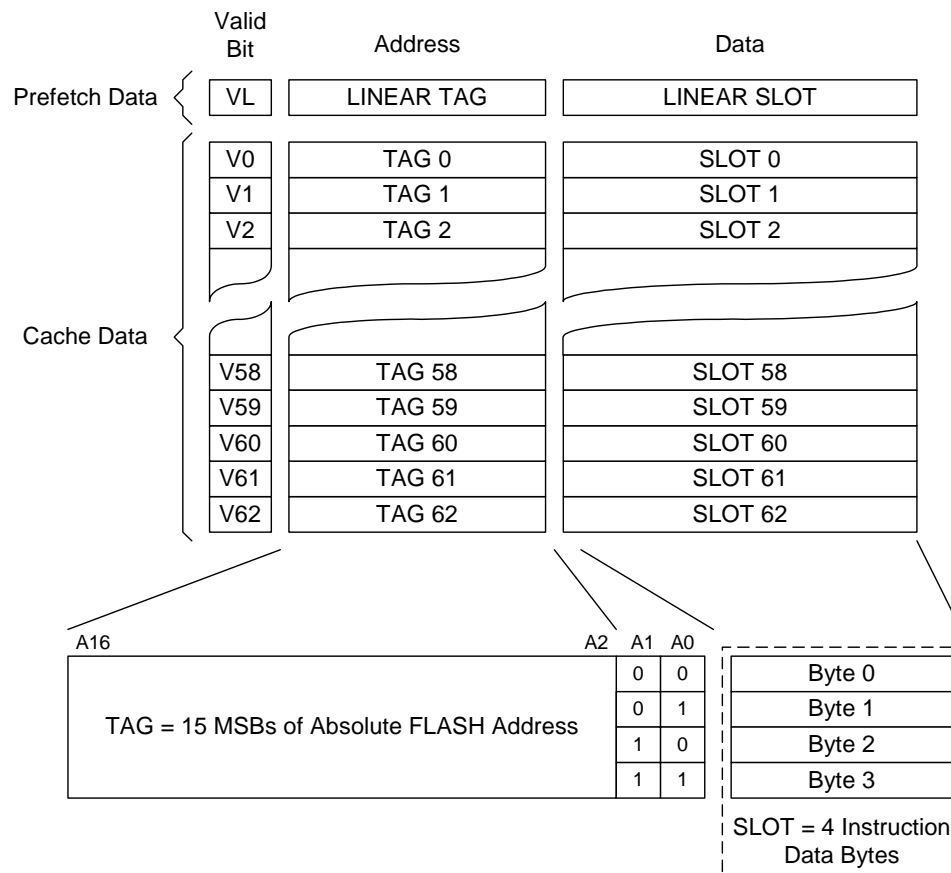 Valid
Bit
Address
Data
Prefetch Data
VL LINEAR TAG LINEAR SLOT
V0 TAG 0 SLOT 0
V1 TAG 1 SLOT 1
V2 TAG 2 SLOT 2
Cache Data
V58 TAG 58 SLOT 58
V59 TAG 59 SLOT 59
V60 TAG 60 SLOT 60
V61 TAG 61 SLOT 61
V62 TAG 62 SLOT 62
A16 A2 A1 A0
TAG = 15 MSBs of Absolute FLASH Address
0 0 Byte 0
0 1 Byte 1
1 0 Byte 2
1 1 Byte 3
SLOT = 4 Instruction
Data Bytes